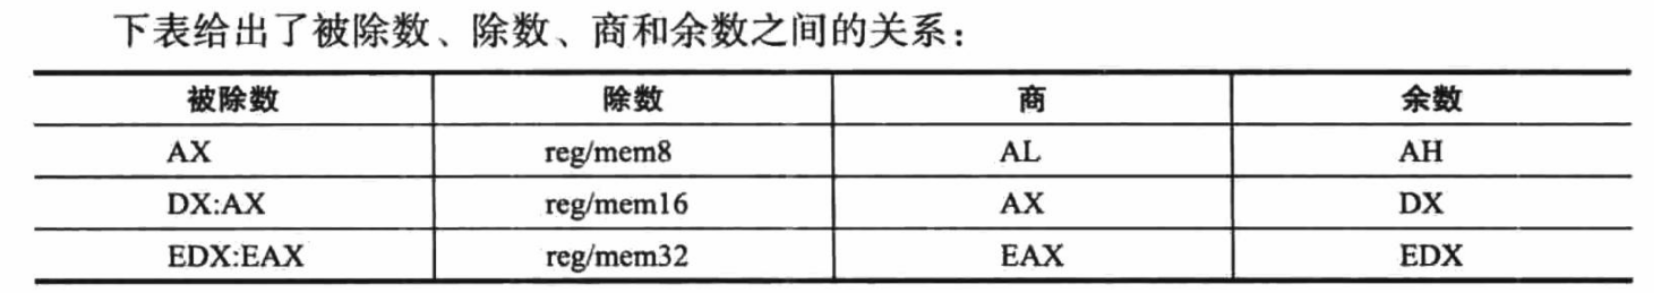 下表给出了被除数、除数、商和余数之间的关系：
被除数 除数 商 余数
AX reg/mem8 AL AH
DX:AX reg/mem16 AX DX
EDX:EAX reg/mem32 EAX EDX